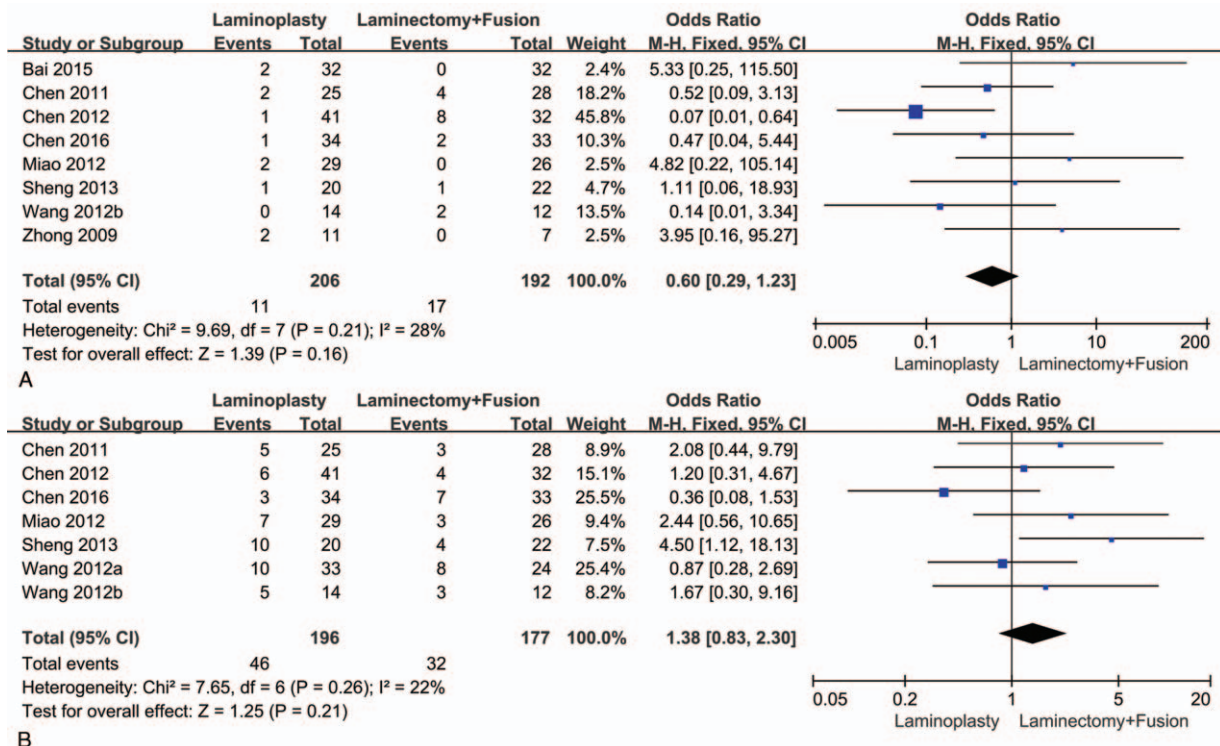 Laminoplasty Laminectomy+Fusion Odds Ratio Odds Ratio
Study or Subgroup Events Total Events Total Weight M-H, Fixed, 95% CI M-H, Fixed, 95% CI
Bai 2015 2 32 0 32 2.4% 5.33 [0.25, 115.50]
Chen 2011 2 25 4 28 18.2% 0.52 [0.09, 3.13]
Chen 2012 1 41 8 32 45.8% 0.07 [0.01, 0.64]
Chen 2016 1 34 2 33 10.3% 0.47 [0.04, 5.44]
Miao 2012 2 29 0 26 2.5% 4.82 [0.22, 105.14]
Sheng 2013 1 20 1 22 4.7% 1.11 [0.06, 18.93]
Wang 2012b 0 14 2 12 13.5% 0.14 [0.01, 3.34]
Zhong 2009 2 11 0 7 2.5% 3.95 [0.16, 95.27]
Total (95% CI) 206 192 100.0% 0.60 [0.29, 1.23]
Total events 11 17
Heterogeneity: Chi² = 9.69, df = 7 (P = 0.21); I² = 28%
Test for overall effect: Z = 1.39 (P = 0.16)
0.005 0.1 1 10 200
Laminoplasty Laminectomy+Fusion
A
Laminoplasty Laminectomy+Fusion Odds Ratio Odds Ratio
Study or Subgroup Events Total Events Total Weight M-H, Fixed, 95% CI M-H, Fixed, 95% CI
Chen 2011 5 25 3 28 8.9% 2.08 [0.44, 9.79]
Chen 2012 6 41 4 32 15.1% 1.20 [0.31, 4.67]
Chen 2016 3 34 7 33 25.5% 0.36 [0.08, 1.53]
Miao 2012 7 29 3 26 9.4% 2.44 [0.56, 10.65]
Sheng 2013 10 20 4 22 7.5% 4.50 [1.12, 18.13]
Wang 2012a 10 33 8 24 25.4% 0.87 [0.28, 2.69]
Wang 2012b 5 14 3 12 8.2% 1.67 [0.30, 9.16]
Total (95% CI) 196 177 100.0% 1.38 [0.83, 2.30]
Total events 46 32
Heterogeneity: Chi² = 7.65, df = 6 (P = 0.26); I² = 22%
Test for overall effect: Z = 1.25 (P = 0.21)
0.05 0.2 1 5 20
Laminoplasty Laminectomy+Fusion
B